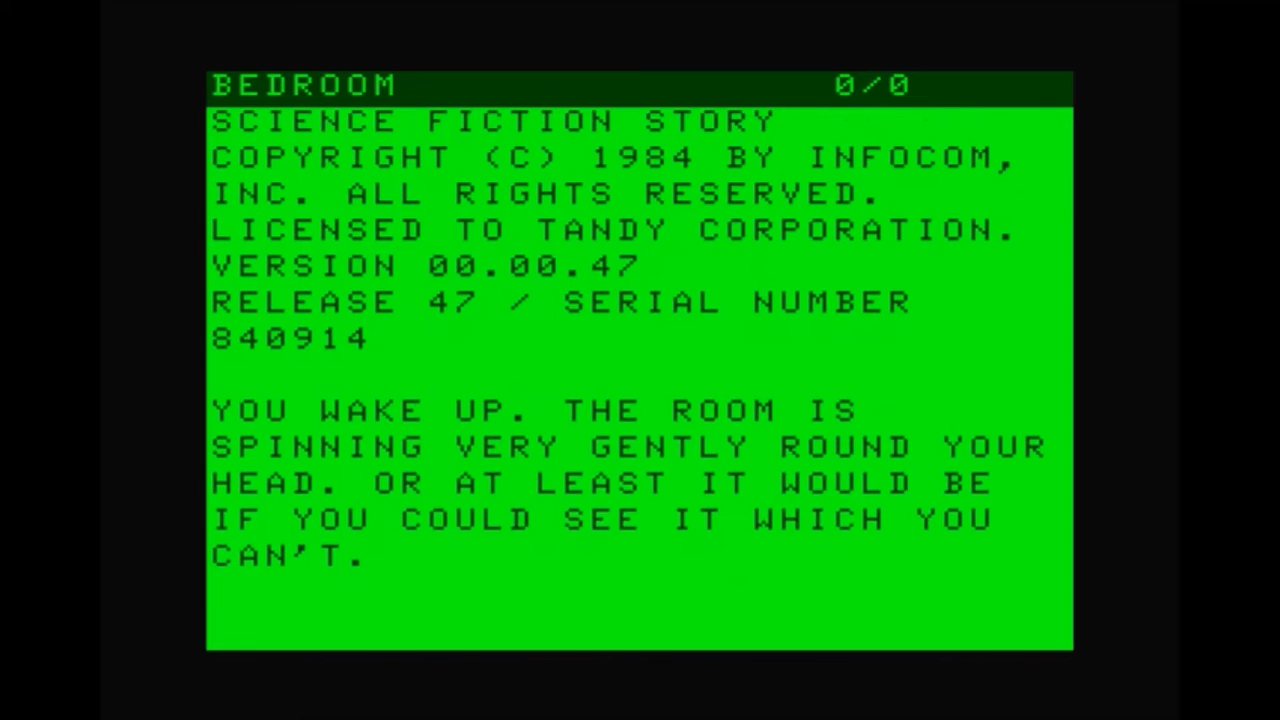 BEDROOM 0/0
SCIENCE FICTION STORY
COPYRIGHT (C) 1984 BY INFOCOM,
INC. ALL RIGHTS RESERVED.
LICENSED TO TANDY CORPORATION.
VERSION 00.00.47
RELEASE 47 / SERIAL NUMBER
840914
YOU WAKE UP. THE ROOM IS
SPINNING VERY GENTLY ROUND YOUR
HEAD. OR AT LEAST IT WOULD BE
IF YOU COULD SEE IT WHICH YOU
CAN'T.